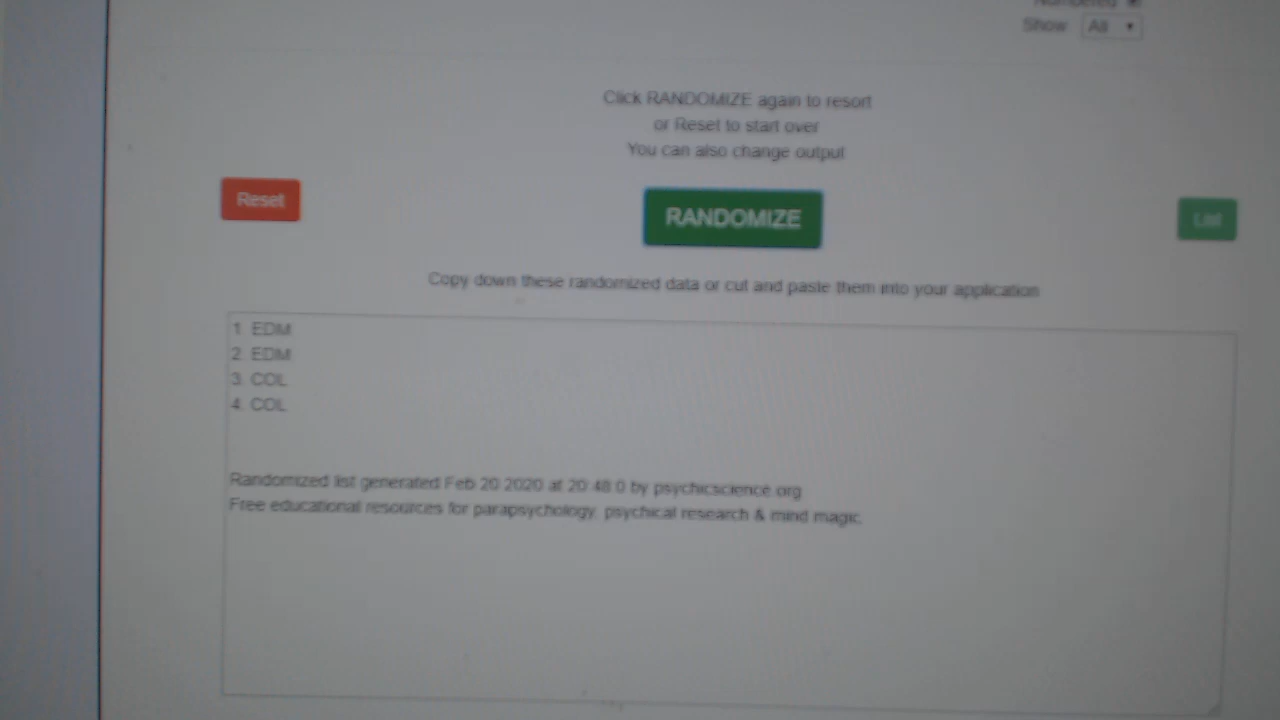 Numbered
Show All
Click RANDOMIZE again to resort
or Reset to start over
You can also change output
Reset
RANDOMIZE
List
Copy down these randomized data or cut and paste them into your application
1. EDM
2. EDM
3. COL
4. COL
Randomized list generated Feb 20 2020 at 20:48:0 by psychicscience.org
Free educational resources for parapsychology, psychical research & mind magic.